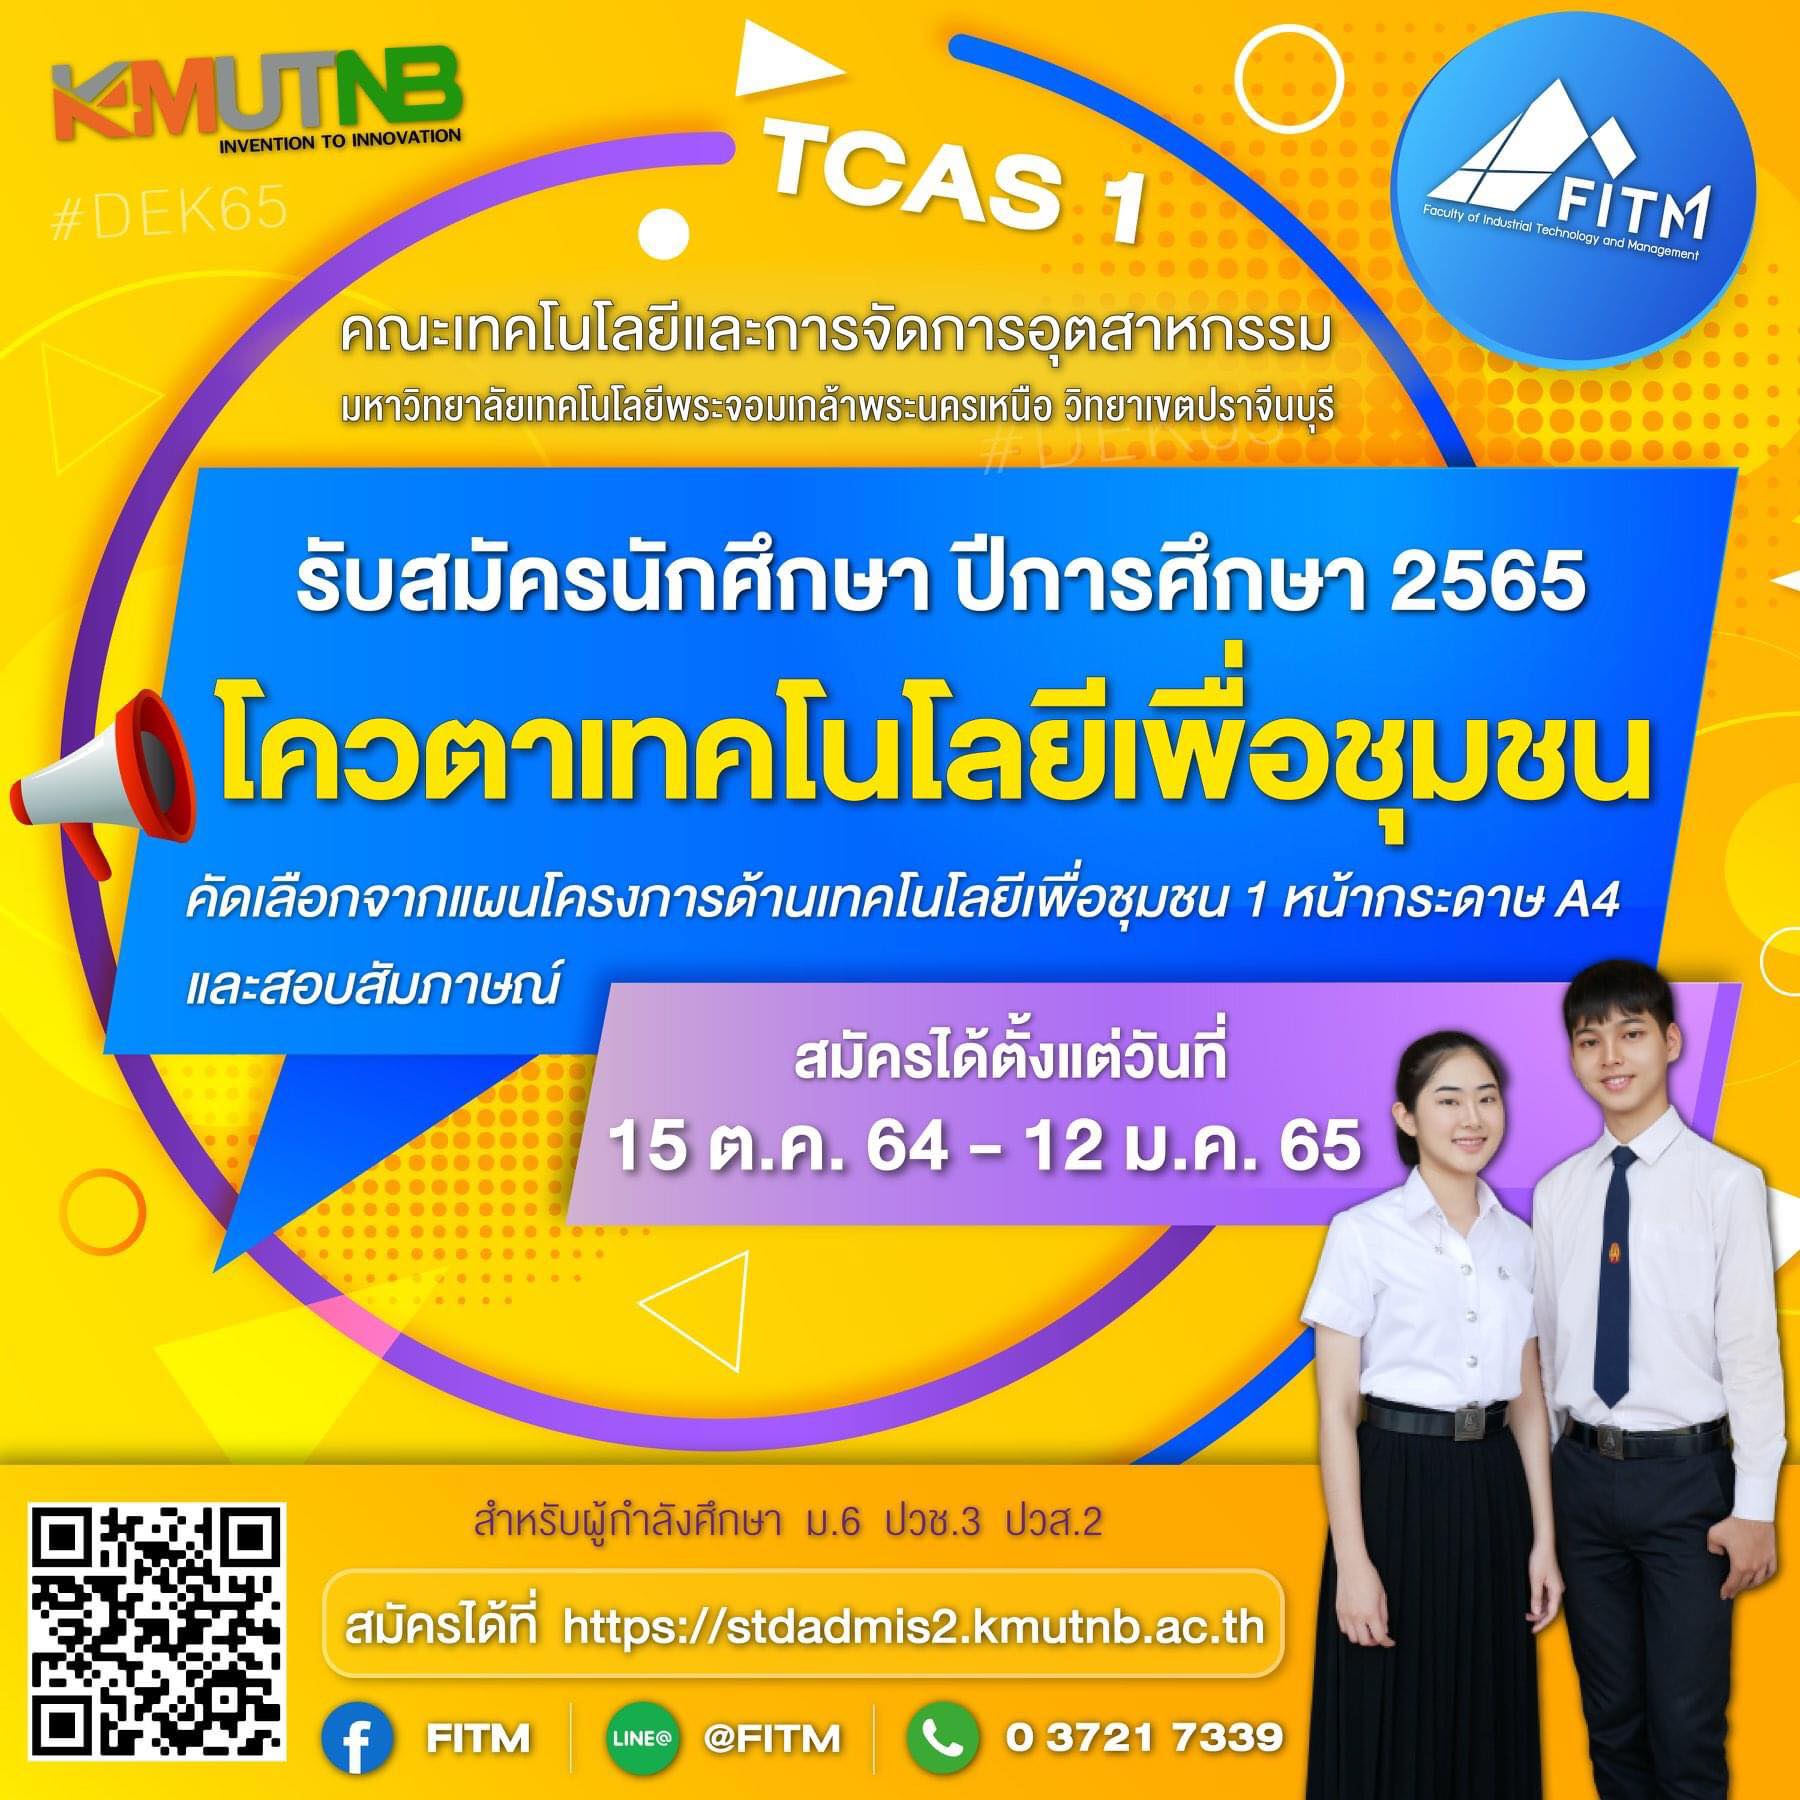 KMUTNB
INVENTION TO INNOVATION
#DEK65
TCAS 1
FITM
Faculty of Industrial Technology and Management
คณะเทคโนโลยีและการจัดการอุตสาหกรรม
มหาวิทยาลัยเทคโนโลยีพระจอมเกล้าพระนครเหนือ วิทยาเขตปราจีนบุรี
#DEK65
รับสมัครนักศึกษา ปีการศึกษา 2565
โควตาเทคโนโลยีเพื่อชุมชน
คัดเลือกจากแผนโครงการด้านเทคโนโลยีเพื่อชุมชน 1 หน้ากระดาษ A4
และสอบสัมภาษณ์
สมัครได้ตั้งแต่วันที่
15 ต.ค. 64 - 12 ม.ค. 65
สำหรับผู้กำลังศึกษา ม.6 ปวช.3 ปวส.2
สมัครได้ที่ https://stdadmis2.kmutnb.ac.th
FITM
LINE@ @FITM
0 3721 7339